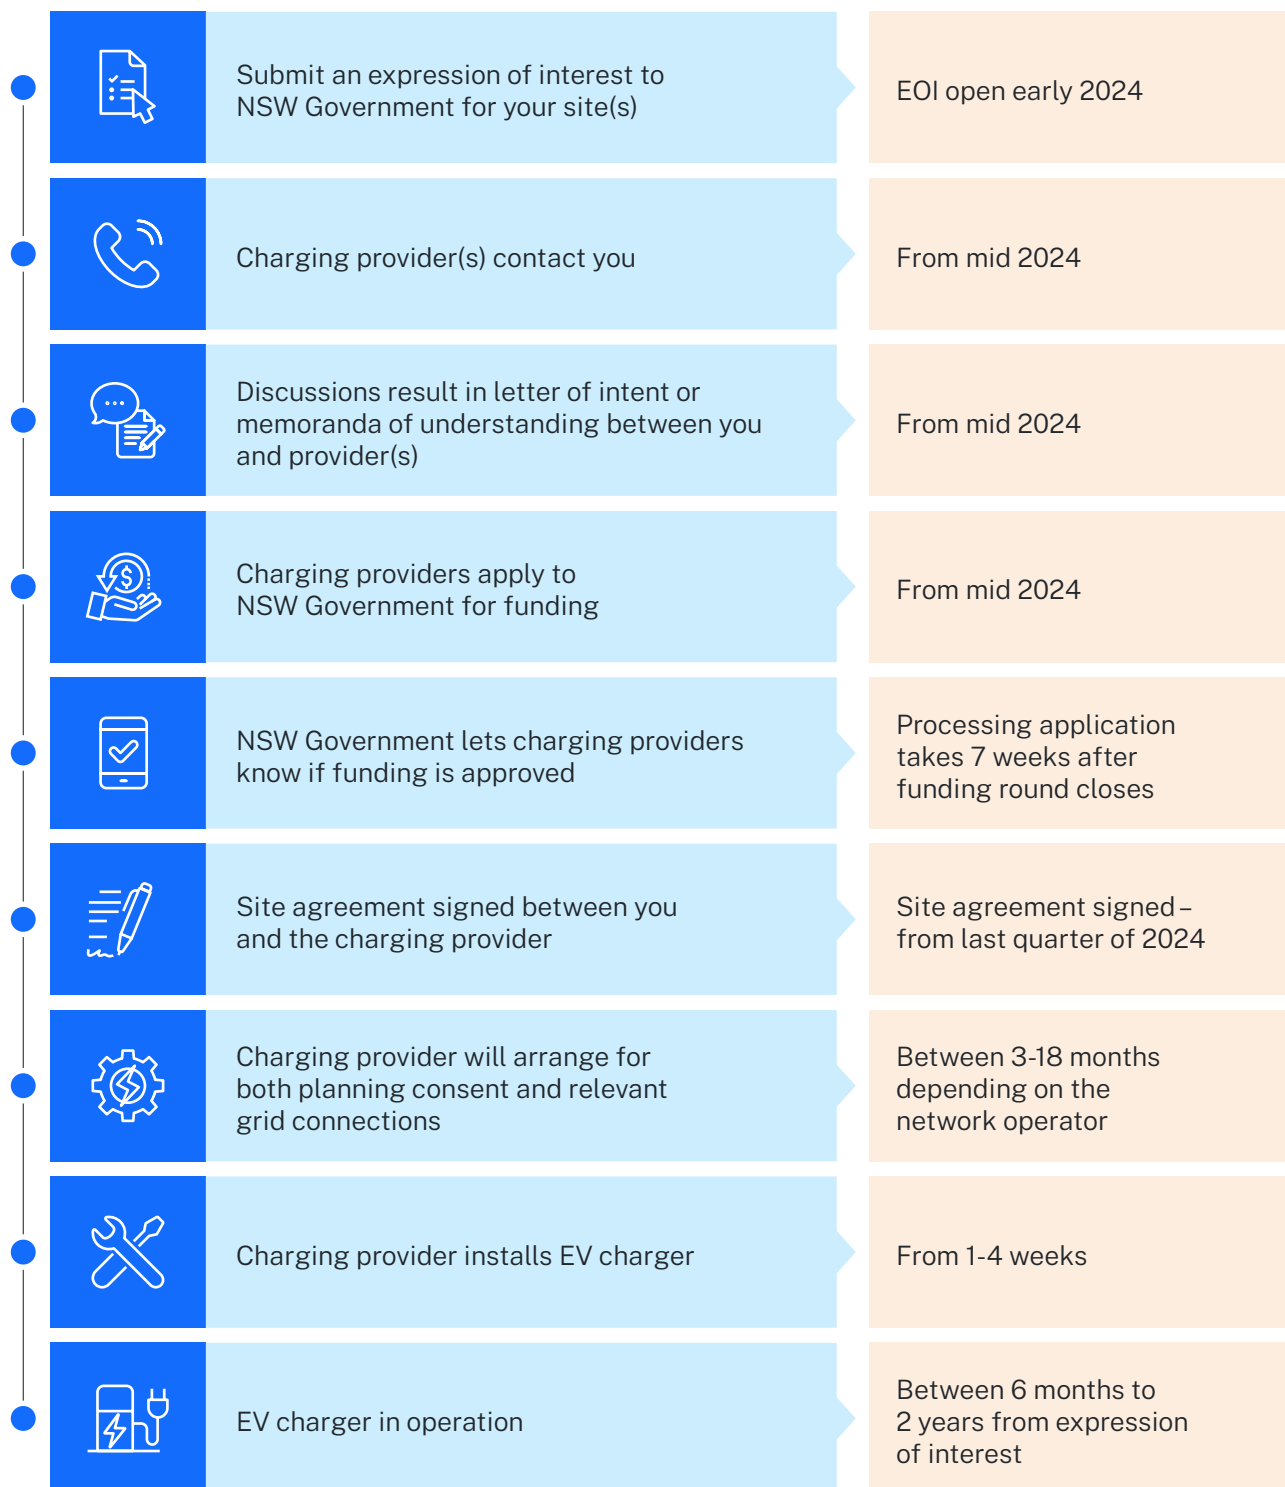 Submit an expression of interest to
NSW Government for your site(s)
EOI open early 2024
Charging provider(s) contact you
From mid 2024
Discussions result in letter of intent or
memoranda of understanding between you
and provider(s)
From mid 2024
Charging providers apply to
NSW Government for funding
From mid 2024
NSW Government lets charging providers
know if funding is approved
Processing application
takes 7 weeks after
funding round closes
Site agreement signed between you
and the charging provider
Site agreement signed –
from last quarter of 2024
Charging provider will arrange for
both planning consent and relevant
grid connections
Between 3-18 months
depending on the
network operator
Charging provider installs EV charger
From 1-4 weeks
EV charger in operation
Between 6 months to
2 years from expression
of interest